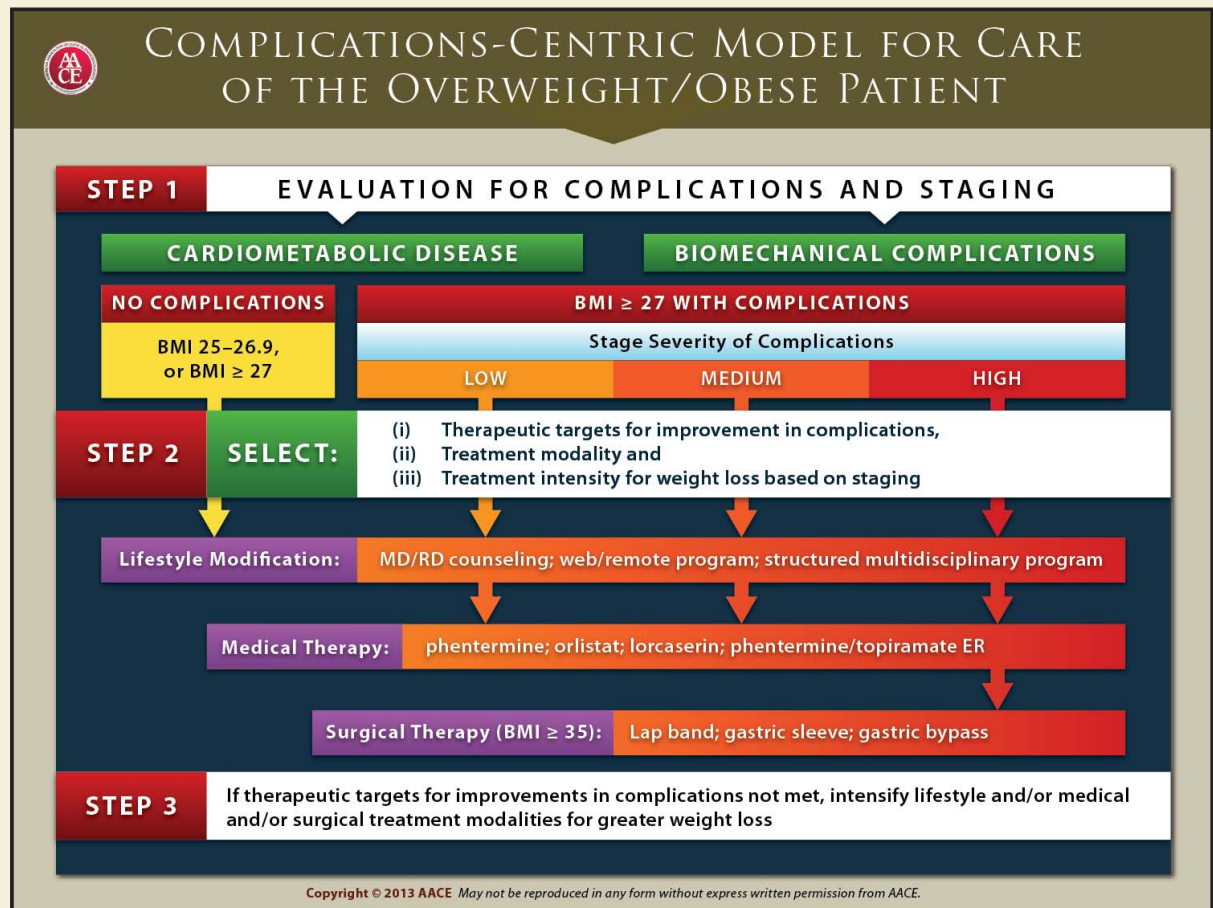 AA
CE
COMPLICATIONS-CENTRIC MODEL FOR CARE
OF THE OVERWEIGHT/OBESE PATIENT
STEP 1
EVALUATION FOR COMPLICATIONS AND STAGING
CARDIOMETABOLIC DISEASE
BIOMECHANICAL COMPLICATIONS
NO COMPLICATIONS
BMI 25–26.9,
or BMI ≥ 27
BMI ≥ 27 WITH COMPLICATIONS
Stage Severity of Complications
LOW
MEDIUM
HIGH
STEP 2
SELECT:
(i) Therapeutic targets for improvement in complications,
(ii) Treatment modality and
(iii) Treatment intensity for weight loss based on staging
Lifestyle Modification:
MD/RD counseling; web/remote program; structured multidisciplinary program
Medical Therapy:
phentermine; orlistat; lorcaserin; phentermine/topiramate ER
Surgical Therapy (BMI ≥ 35):
Lap band; gastric sleeve; gastric bypass
STEP 3
If therapeutic targets for improvements in complications not met, intensify lifestyle and/or medical
and/or surgical treatment modalities for greater weight loss
Copyright © 2013 AACE May not be reproduced in any form without express written permission from AACE.